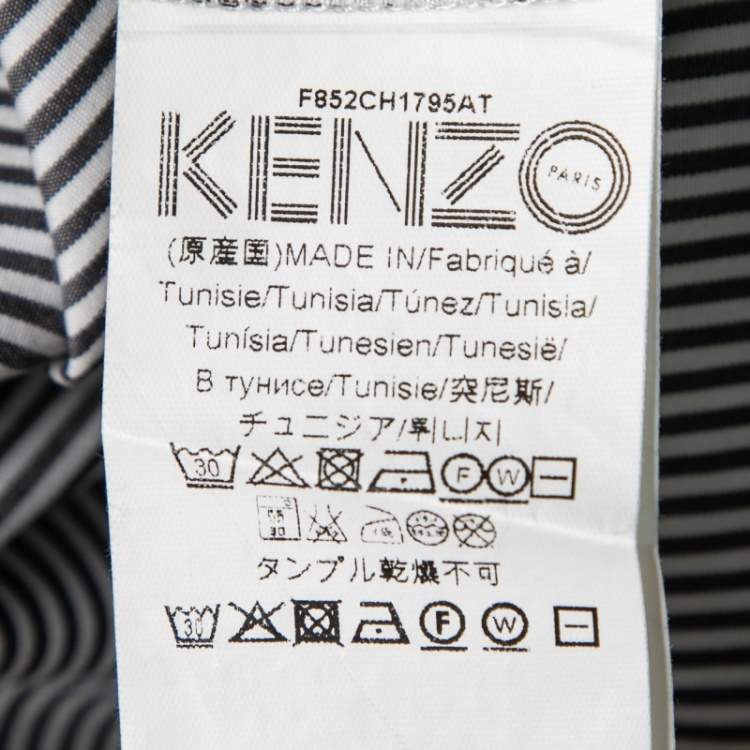 F852CH1795AT
KENZO
PARIS
(原産国)MADE IN/Fabriqué à/
Tunisie/Tunisia/Túnez/Tunisia/
Tunísia/Tunesien/Tunesië/
В тунисе/Tunisie/突尼斯/
チュニジア/튀니지
30 F W
タンブル乾燥不可
30 F W